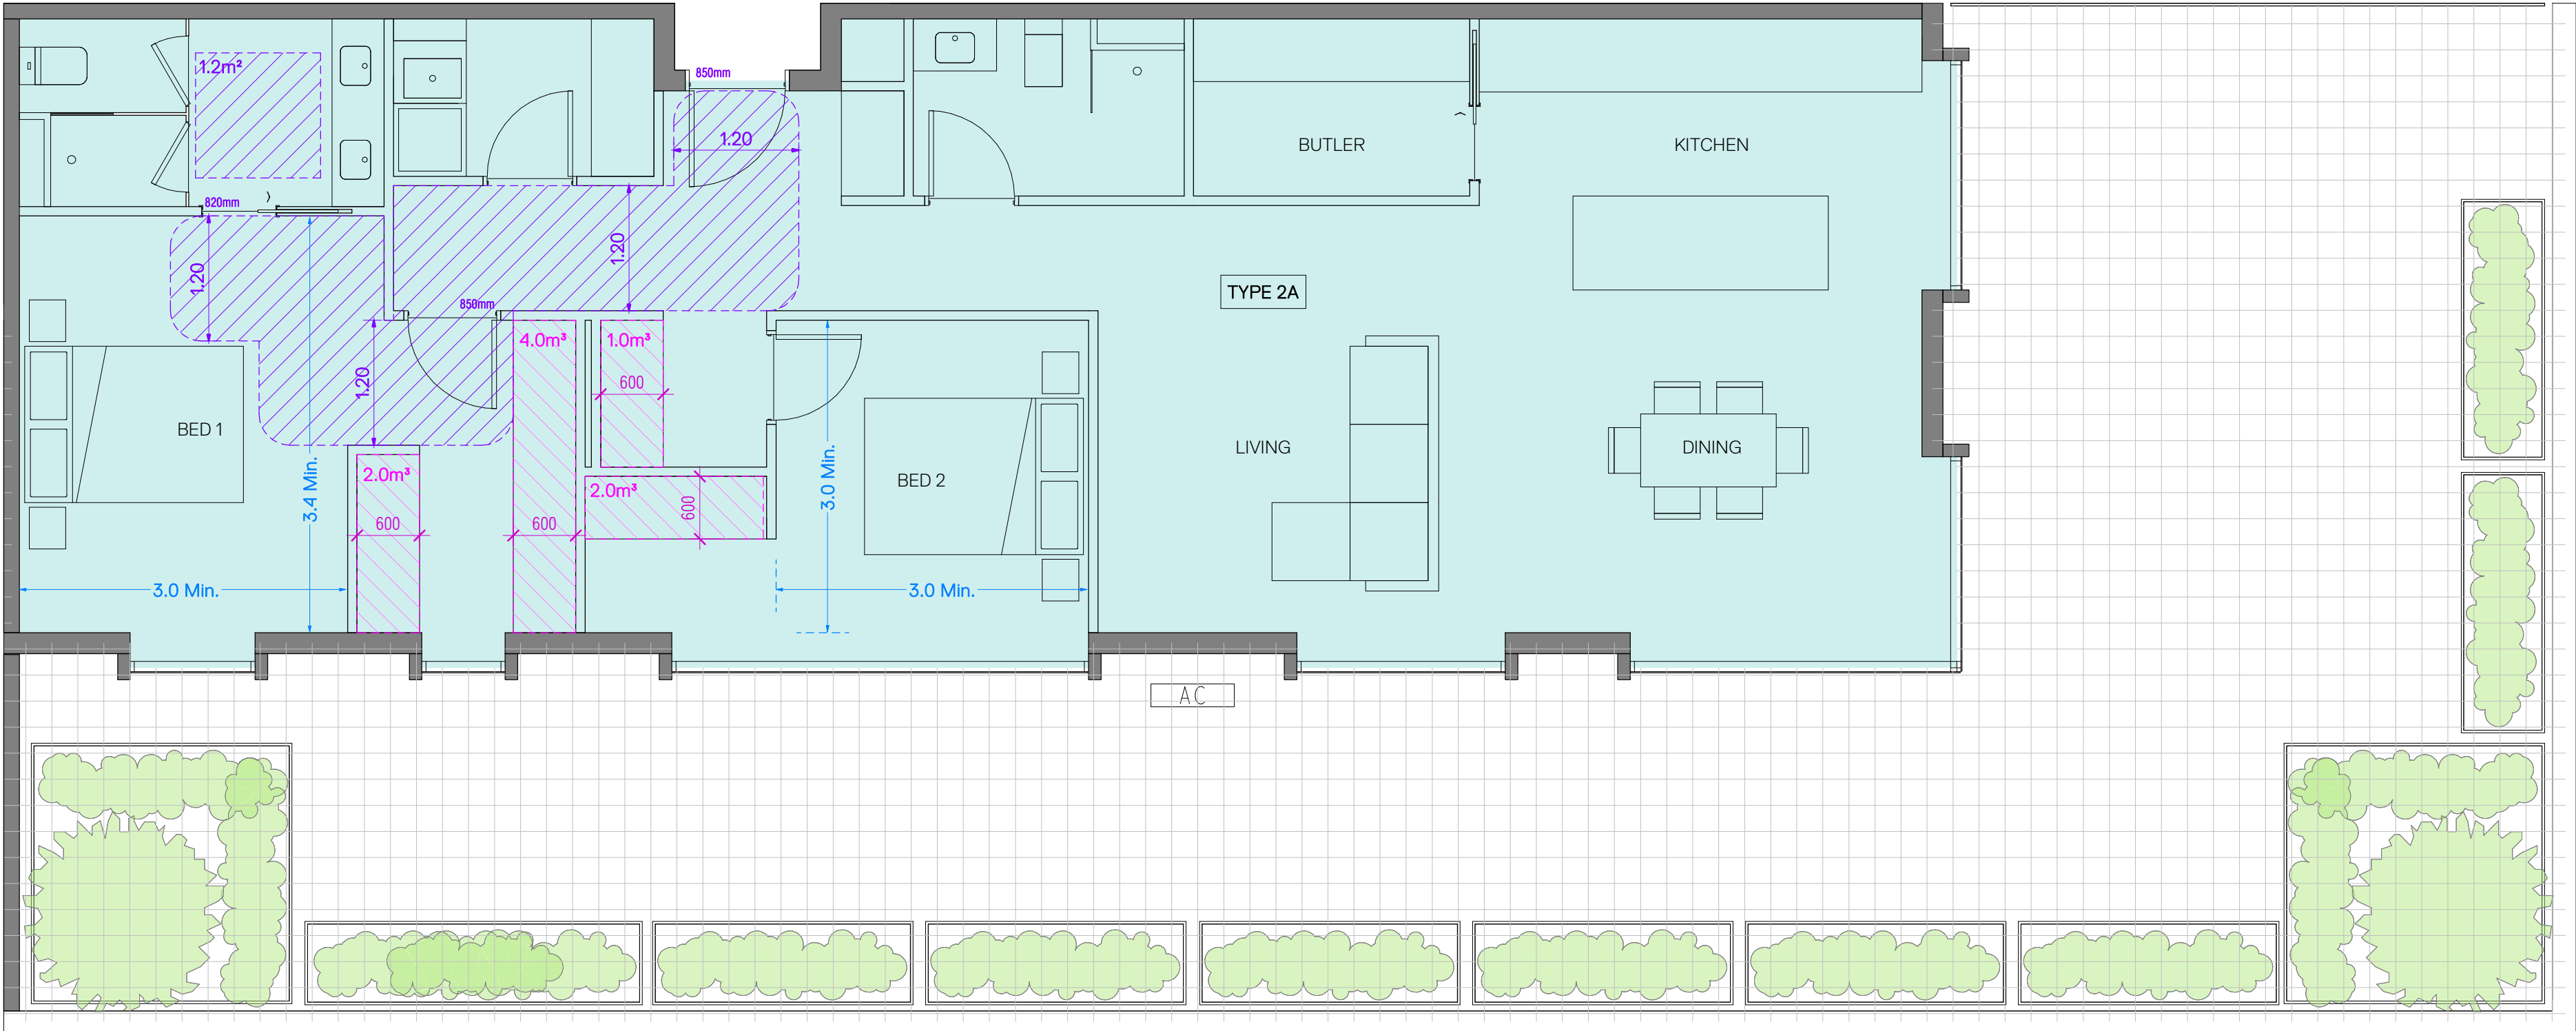 850mm
1.2m²
1.20
BUTLER
KITCHEN
820mm
1.20
1.20
850mm
TYPE 2A
4.0m³
1.0m³
1.20
600
BED 1
LIVING
DINING
2.0m³
BED 2
3.4 Min.
2.0m³
3.0 Min.
600
600
600
3.0 Min.
3.0 Min.
AC